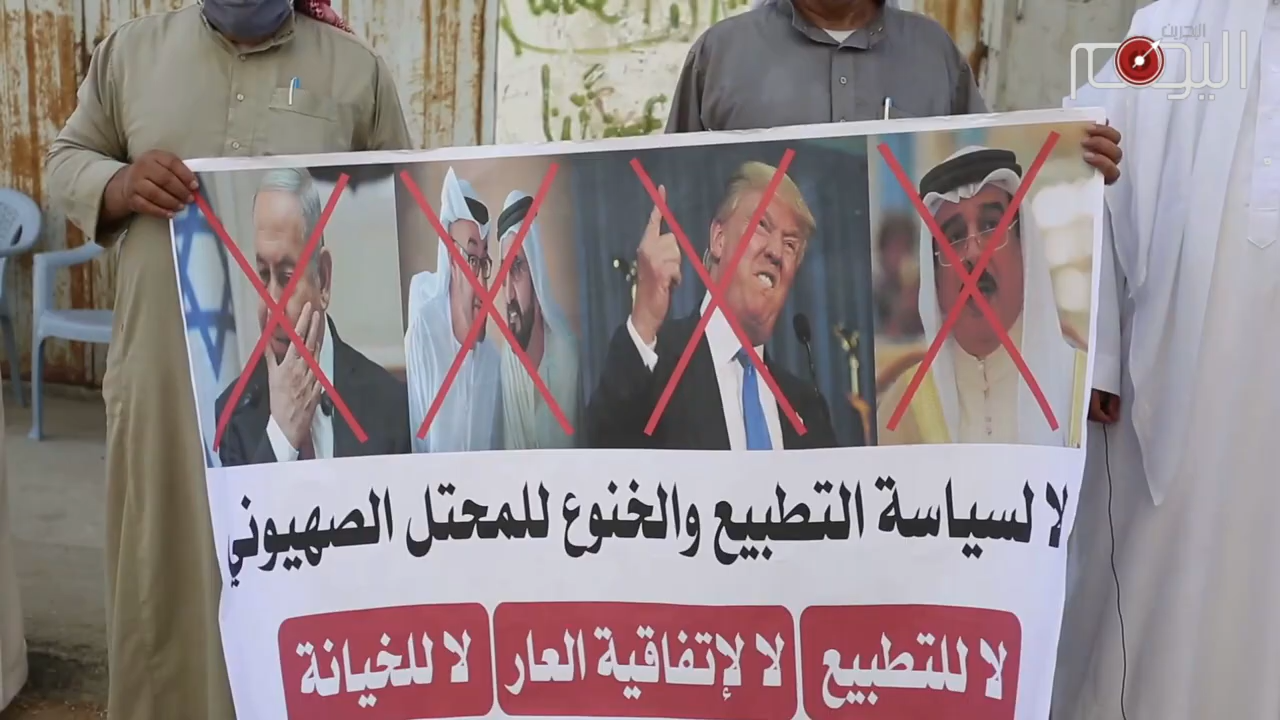 البحرين
اليوم
لا لسياسة التطبيع والخنوع للمحتل الصهيوني
لا للتطبيع
لا لإتفاقية العار
لا للخيانة